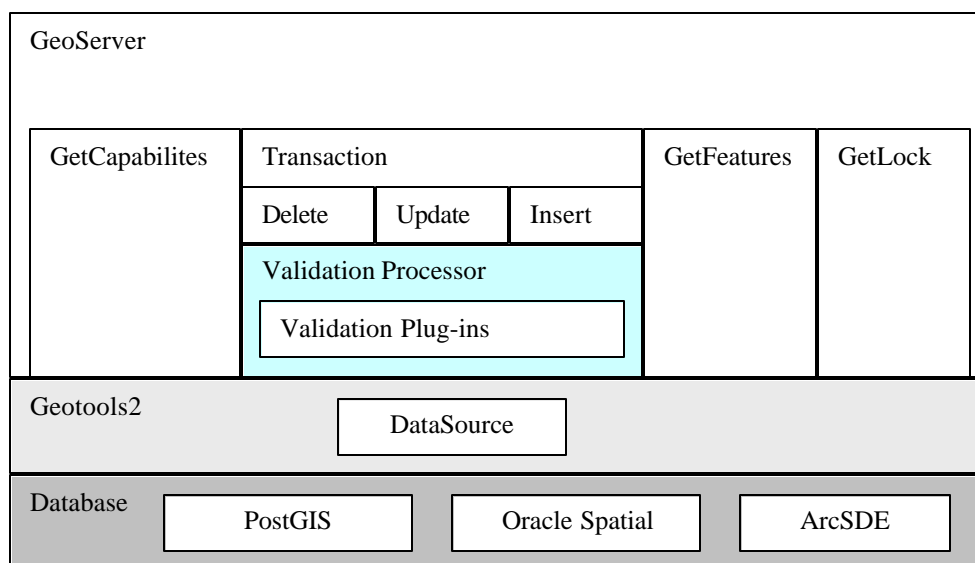 GeoServer
GetCapabilites
Transaction
GetFeatures
GetLock
Delete
Update
Insert
Validation Processor
Validation Plug-ins
Geotools2
DataSource
Database
PostGIS
Oracle Spatial
ArcSDE